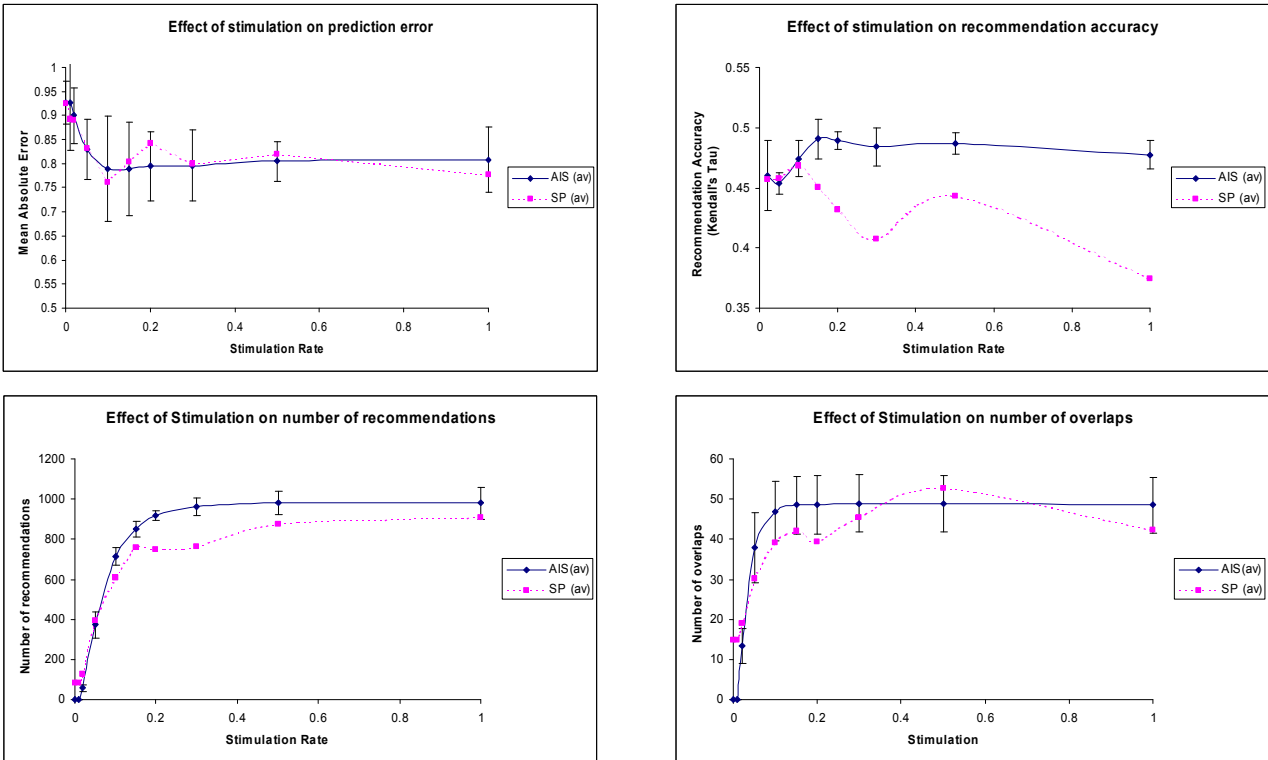 Effect of stimulation on prediction error
1
0.95
0.9
0.85
0.8
0.75
0.7
0.65
0.6
0.55
0.5
Mean Absolute Error
0
0.2
0.4
0.6
0.8
1
Stimulation Rate
AIS (av)
SP (av)
Effect of stimulation on recommendation accuracy
0.55
0.5
0.45
0.4
0.35
Recommendation Accuracy
(Kendall's Tau)
0
0.2
0.4
0.6
0.8
1
Stimulation Rate
AIS (av)
SP (av)
Effect of Stimulation on number of recommendations
1200
1000
800
600
400
200
0
Number of recommendations
0
0.2
0.4
0.6
0.8
1
Stimulation Rate
AIS(av)
SP (av)
Effect of Stimulation on number of overlaps
60
50
40
30
20
10
0
Number of overlaps
0
0.2
0.4
0.6
0.8
1
Stimulation
AIS(av)
SP (av)